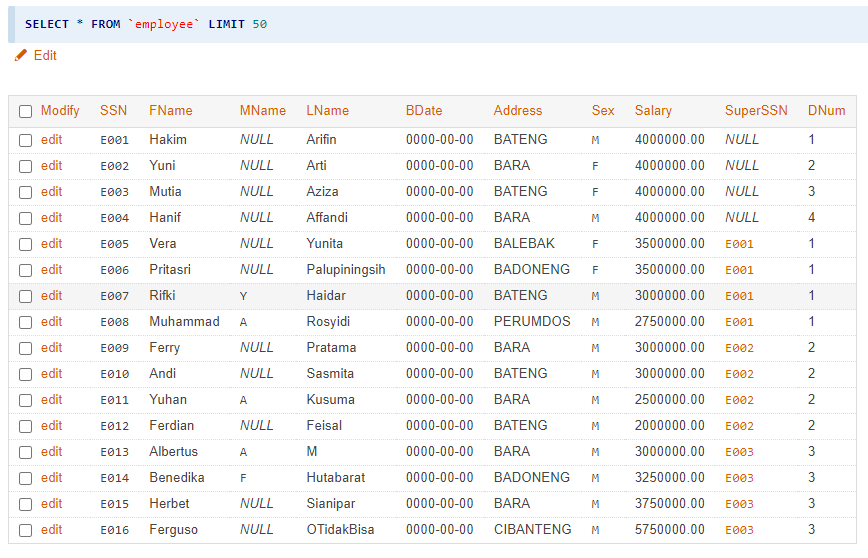 SELECT * FROM `employee` LIMIT 50
Edit
Modify SSN FName MName LName BDate Address Sex Salary SuperSSN DNum
edit E001 Hakim NULL Arifin 0000-00-00 BATENG M 4000000.00 NULL 1
edit E002 Yuni NULL Arti 0000-00-00 BARA F 4000000.00 NULL 2
edit E003 Mutia NULL Aziza 0000-00-00 BATENG F 4000000.00 NULL 3
edit E004 Hanif NULL Affandi 0000-00-00 BARA M 4000000.00 NULL 4
edit E005 Vera NULL Yunita 0000-00-00 BALEBAK F 3500000.00 E001 1
edit E006 Pritasri NULL Palupiningsih 0000-00-00 BADONENG F 3500000.00 E001 1
edit E007 Rifki Y Haidar 0000-00-00 BATENG M 3000000.00 E001 1
edit E008 Muhammad A Rosyidi 0000-00-00 PERUMDOS M 2750000.00 E001 1
edit E009 Ferry NULL Pratama 0000-00-00 BARA M 3000000.00 E002 2
edit E010 Andi NULL Sasmita 0000-00-00 BATENG M 3000000.00 E002 2
edit E011 Yuhan A Kusuma 0000-00-00 BARA M 2500000.00 E002 2
edit E012 Ferdian NULL Feisal 0000-00-00 BATENG M 2000000.00 E002 2
edit E013 Albertus A M 0000-00-00 BARA M 3000000.00 E003 3
edit E014 Benedika F Hutabarat 0000-00-00 BADONENG M 3250000.00 E003 3
edit E015 Herbet NULL Sianipar 0000-00-00 BARA M 3750000.00 E003 3
edit E016 Ferguso NULL OTidakBisa 0000-00-00 CIBANTENG M 5750000.00 E003 3